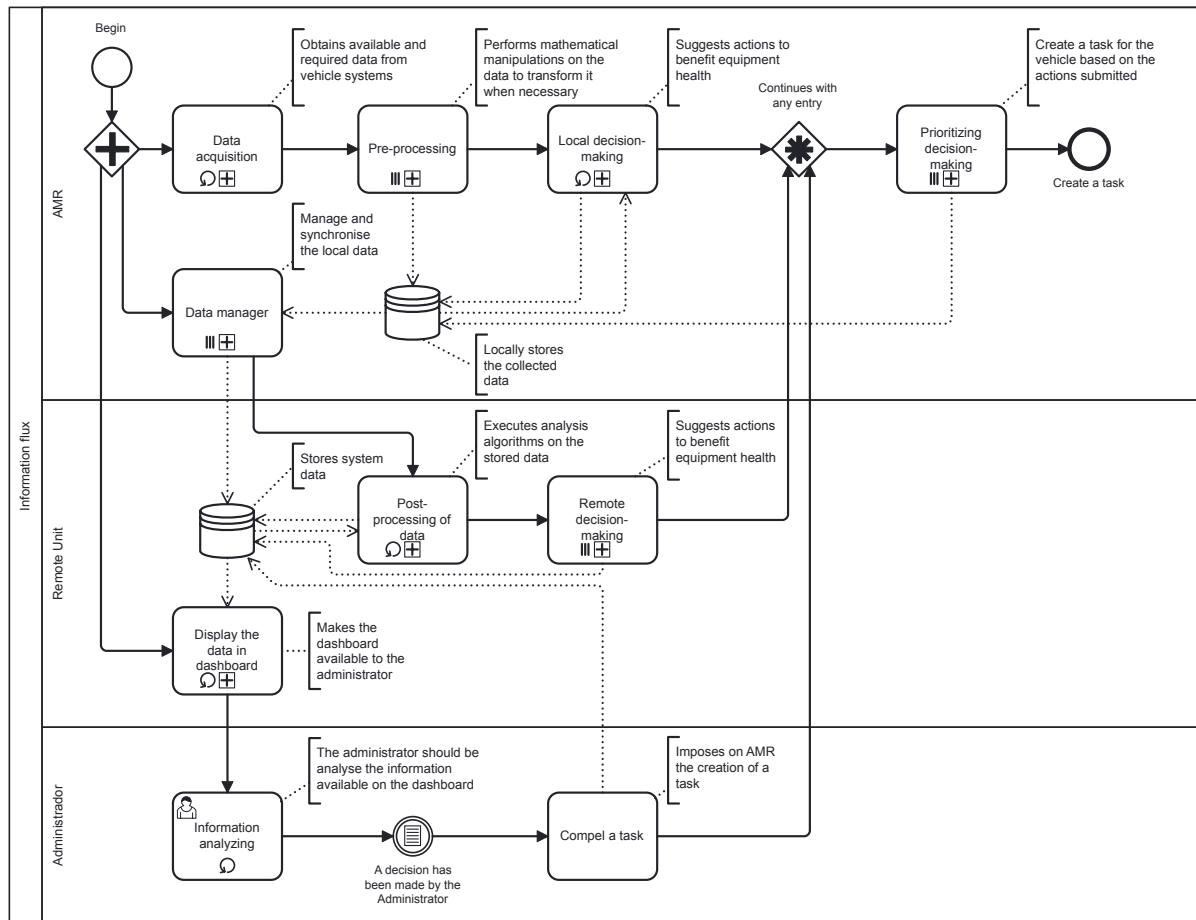 Information flux
AMR
Begin
Obtains available and
required data from
vehicle systems
Performs mathematical
manipulations on the
data to transform it
when necessary
Suggests actions to
benefit equipment
health
Continues with
any entry
Create a task for the
vehicle based on the
actions submitted
Data
acquisition
Pre-processing
Local decision-
making
Prioritizing
decision-
making
Create a task
Manage and
synchronise
the local data
Data manager
Locally stores
the collected
data
Remote Unit
Stores system
data
Executes analysis
algorithms on the
stored data
Suggests actions
to benefit
equipment health
Post-
processing of
data
Remote
decision-
making
Display the
data in
dashboard
Makes the
dashboard
available to the
administrator
Administrador
The administrator should be
analyse the information
available on the dashboard
Imposes on AMR
the creation of a
task
Information
analyzing
Compel a task
A decision has
been made by the
Administrator